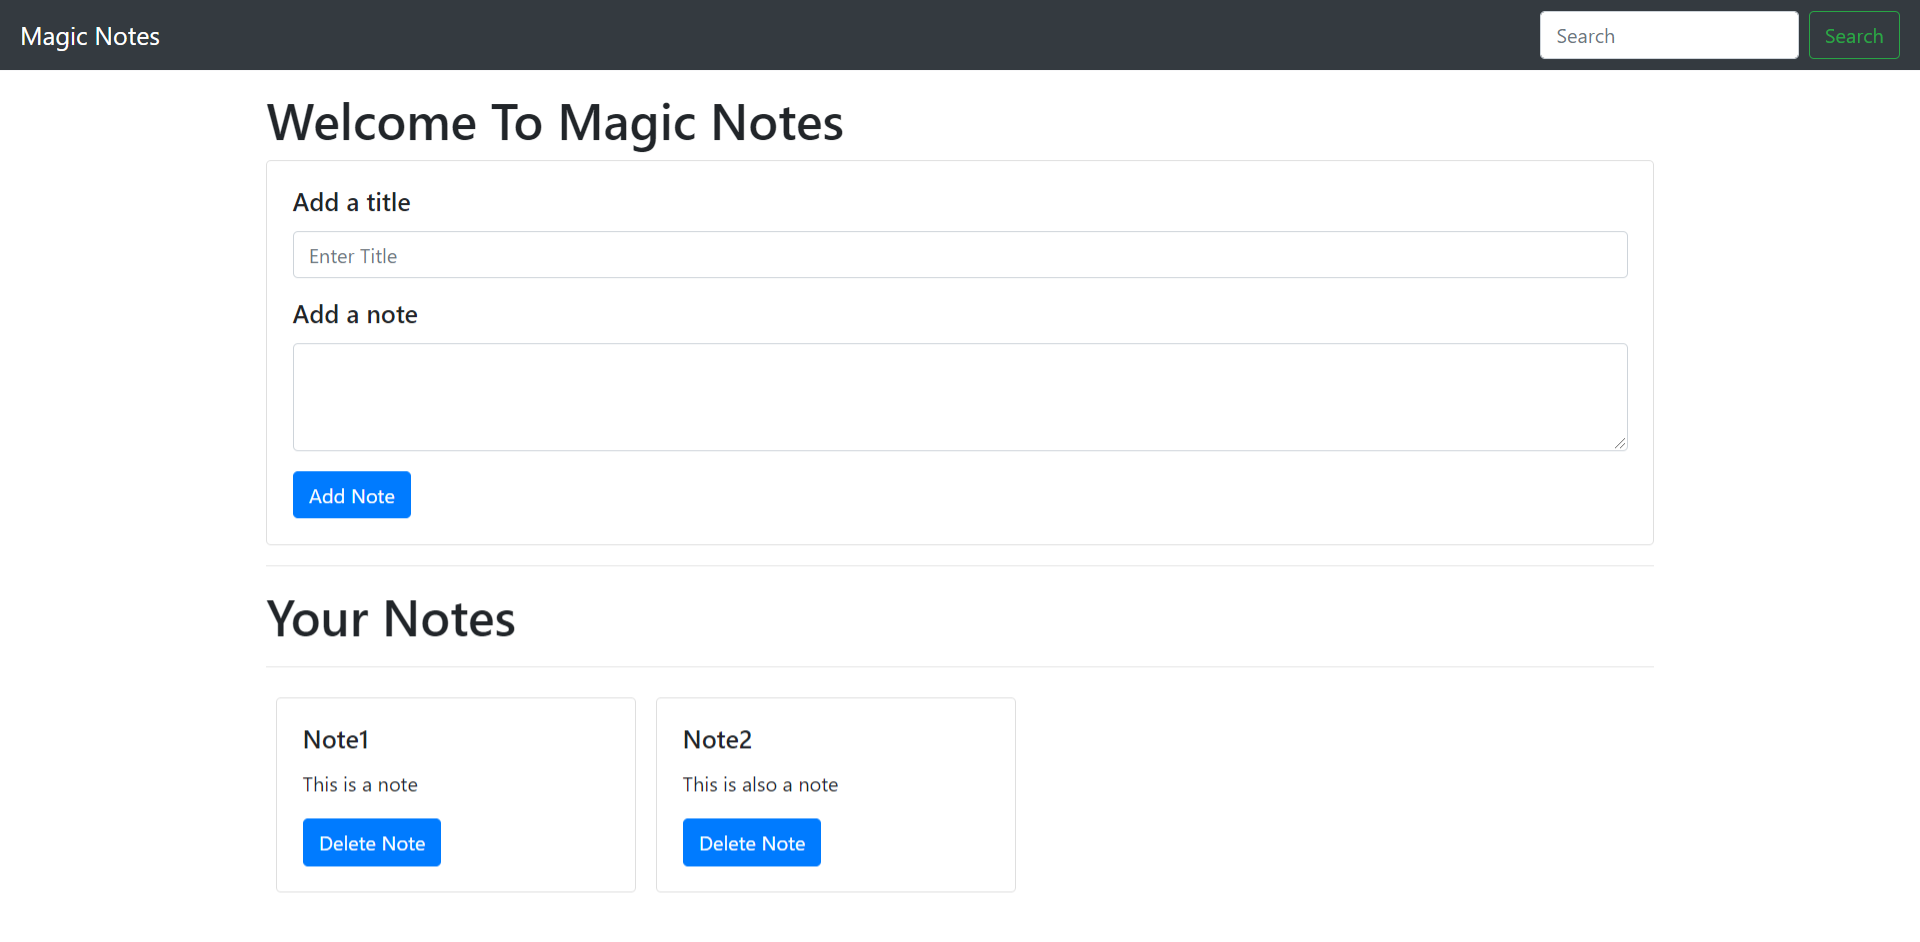 Magic Notes
Search
Search
Welcome To Magic Notes
Add a title
Enter Title
Add a note
Add Note
Your Notes
Note1
This is a note
Delete Note
Note2
This is also a note
Delete Note